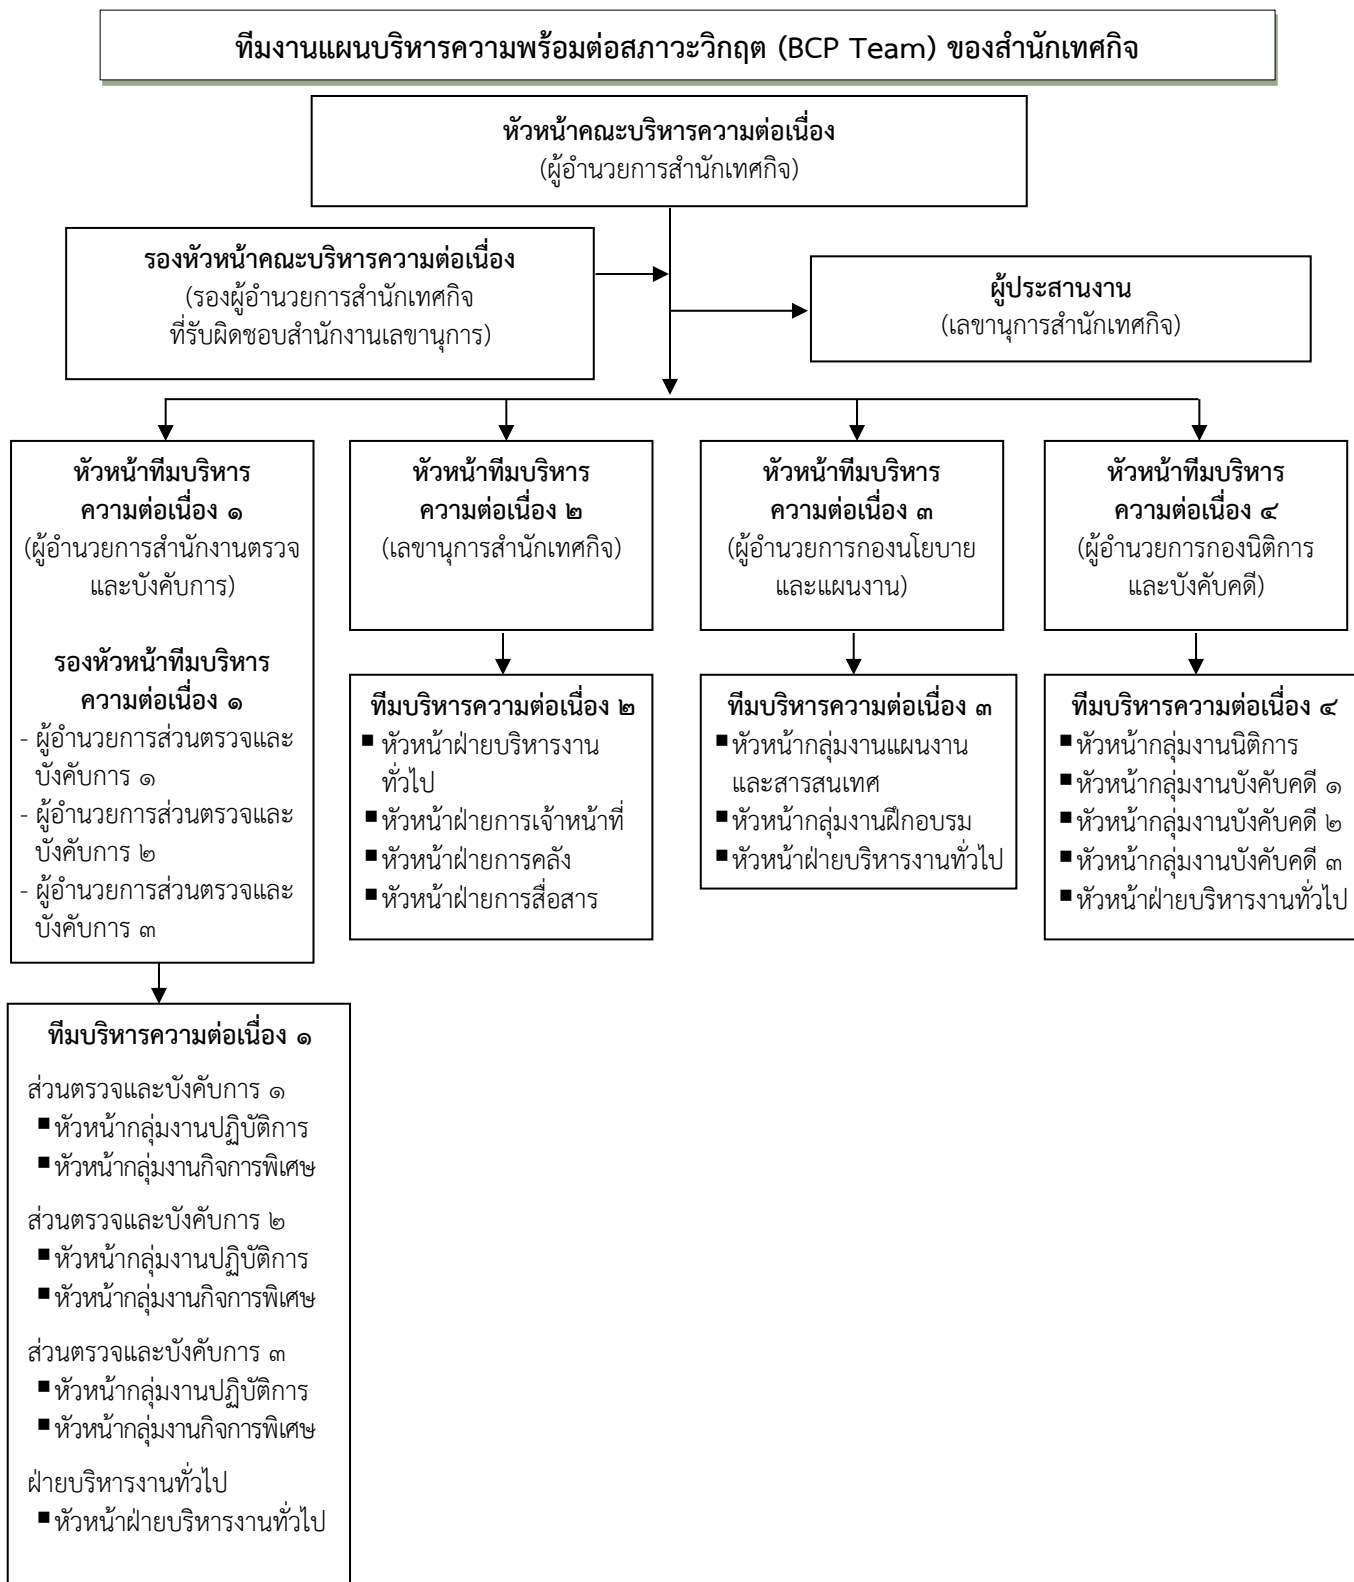 ทีมงานแผนบริหารความพร้อมต่อสภาวะวิกฤต (BCP Team) ของสำนักเทศกิจ
หัวหน้าคณะบริหารความต่อเนื่อง
(ผู้อำนวยการสำนักเทศกิจ)
รองหัวหน้าคณะบริหารความต่อเนื่อง
(รองผู้อำนวยการสำนักเทศกิจ
ที่รับผิดชอบสำนักงานเลขานุการ)
ผู้ประสานงาน
(เลขานุการสำนักเทศกิจ)
หัวหน้าทีมบริหาร
ความต่อเนื่อง ๑
(ผู้อำนวยการสำนักงานตรวจ
และบังคับการ)
รองหัวหน้าทีมบริหาร
ความต่อเนื่อง ๑
- ผู้อำนวยการส่วนตรวจและ
บังคับการ ๑
- ผู้อำนวยการส่วนตรวจและ
บังคับการ ๒
- ผู้อำนวยการส่วนตรวจและ
บังคับการ ๓
หัวหน้าทีมบริหาร
ความต่อเนื่อง ๒
(เลขานุการสำนักเทศกิจ)
หัวหน้าทีมบริหาร
ความต่อเนื่อง ๓
(ผู้อำนวยการกองนโยบาย
และแผนงาน)
หัวหน้าทีมบริหาร
ความต่อเนื่อง ๔
(ผู้อำนวยการกองนิติการ
และบังคับคดี)
ทีมบริหารความต่อเนื่อง ๒
▪ หัวหน้าฝ่ายบริหารงาน
ทั่วไป
▪ หัวหน้าฝ่ายการเจ้าหน้าที่
▪ หัวหน้าฝ่ายการคลัง
▪ หัวหน้าฝ่ายการสื่อสาร
ทีมบริหารความต่อเนื่อง ๓
▪ หัวหน้ากลุ่มงานแผนงาน
และสารสนเทศ
▪ หัวหน้ากลุ่มงานฝึกอบรม
▪ หัวหน้าฝ่ายบริหารงานทั่วไป
ทีมบริหารความต่อเนื่อง ๔
▪ หัวหน้ากลุ่มงานนิติการ
▪ หัวหน้ากลุ่มงานบังคับคดี ๑
▪ หัวหน้ากลุ่มงานบังคับคดี ๒
▪ หัวหน้ากลุ่มงานบังคับคดี ๓
▪ หัวหน้าฝ่ายบริหารงานทั่วไป
ทีมบริหารความต่อเนื่อง ๑
ส่วนตรวจและบังคับการ ๑
▪ หัวหน้ากลุ่มงานปฏิบัติการ
▪ หัวหน้ากลุ่มงานกิจการพิเศษ
ส่วนตรวจและบังคับการ ๒
▪ หัวหน้ากลุ่มงานปฏิบัติการ
▪ หัวหน้ากลุ่มงานกิจการพิเศษ
ส่วนตรวจและบังคับการ ๓
▪ หัวหน้ากลุ่มงานปฏิบัติการ
▪ หัวหน้ากลุ่มงานกิจการพิเศษ
ฝ่ายบริหารงานทั่วไป
▪ หัวหน้าฝ่ายบริหารงานทั่วไป